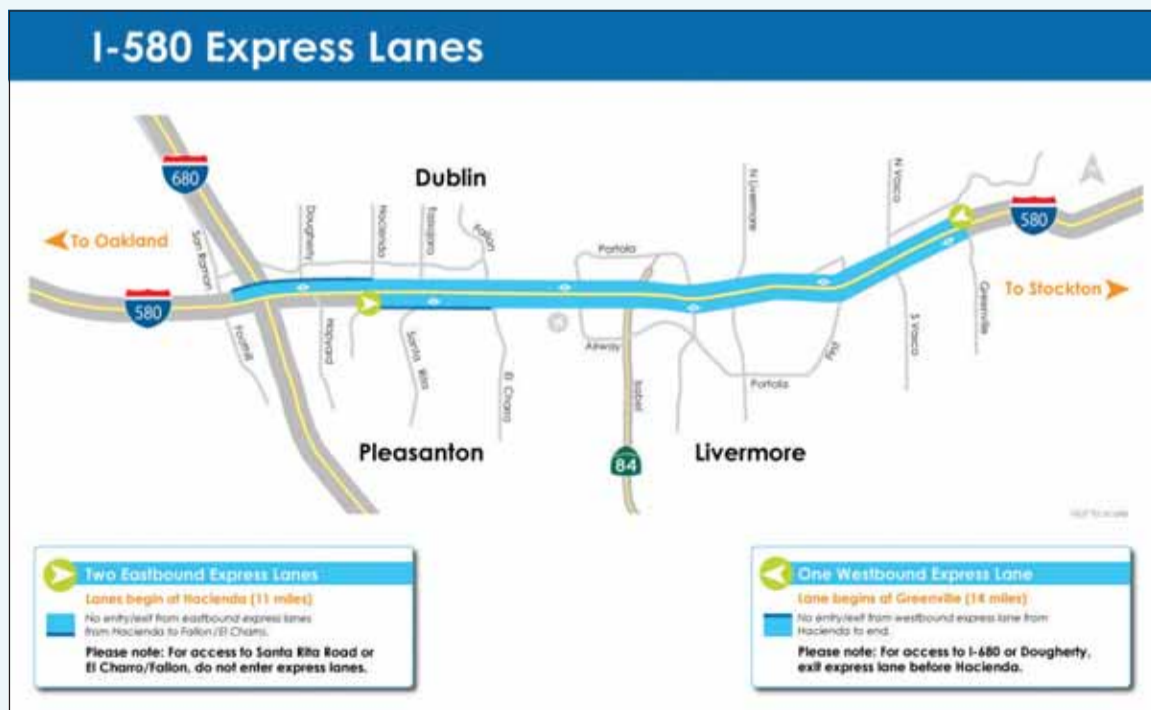 I-580 Express Lanes
680
Dublin
To Oakland
San Ramon
Dougherty
Hacienda
Tassajara
Fallon
Portola
N Livermore
N Vasco
580
580
To Stockton
Foothill
Hopyard
Santa Rita
El Charro
Airway
Isabel
First
Portola
S Vasco
Greenville
Pleasanton
84
Livermore
Not to scale
Two Eastbound Express Lanes
Lanes begin at Hacienda (11 miles)
No entry/exit from eastbound express lanes
from Hacienda to Fallon/El Charro.
Please note: For access to Santa Rita Road or
El Charro/Fallon, do not enter express lanes.
One Westbound Express Lane
Lane begins at Greenville (14 miles)
No entry/exit from westbound express lane from
Hacienda to end.
Please note: For access to I-680 or Dougherty,
exit express lane before Hacienda.